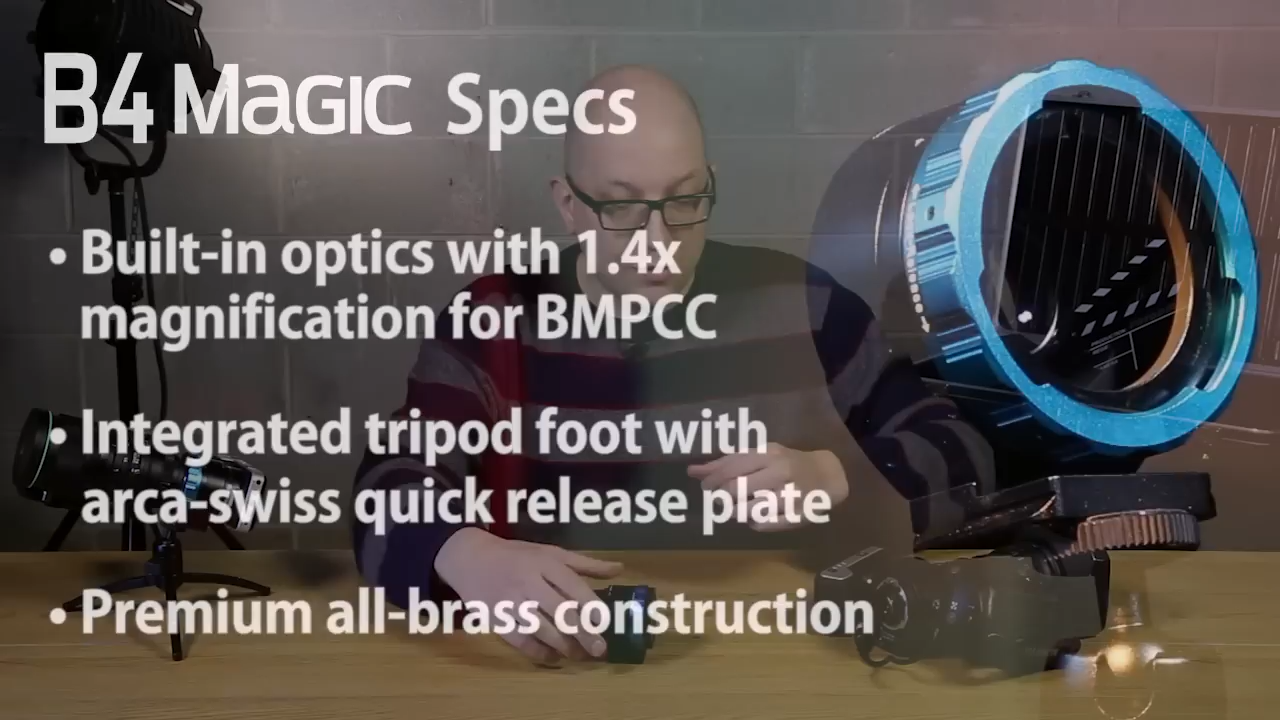 B4 MAGIC Specs
• Built-in optics with 1.4x
magnification for BMPCC
• Integrated tripod foot with
arca-swiss quick release plate
• Premium all-brass construction
Release